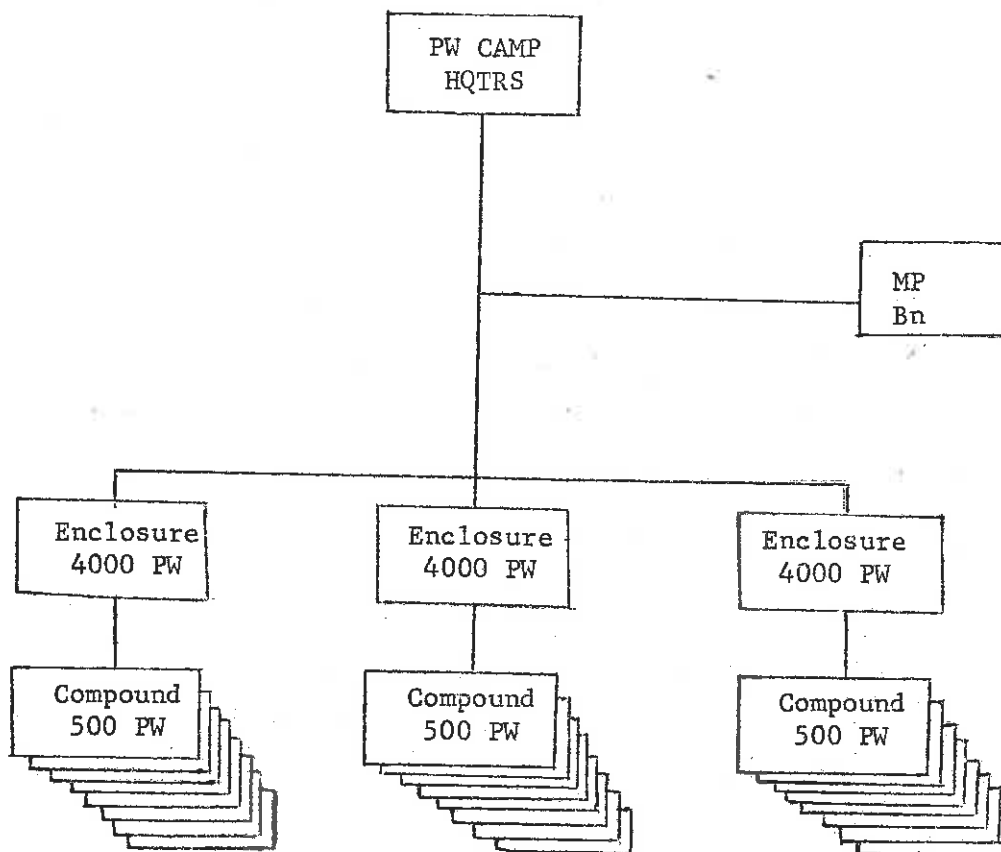 PW CAMP
HQTRS
MP
Bn
Enclosure
4000 PW
Enclosure
4000 PW
Enclosure
4000 PW
Compound
500 PW
Compound
500 PW
Compound
500 PW